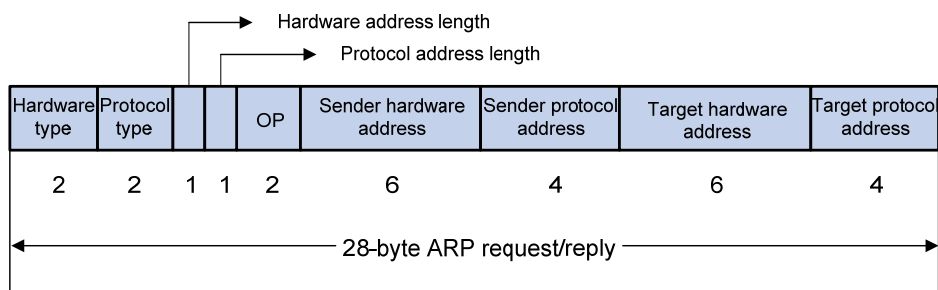 Hardware address length
Protocol address length
Hardware type
Protocol type
OP
Sender hardware address
Sender protocol address
Target hardware address
Target protocol address
2 2 1 1 2 6 4 6 4
28-byte ARP request/reply